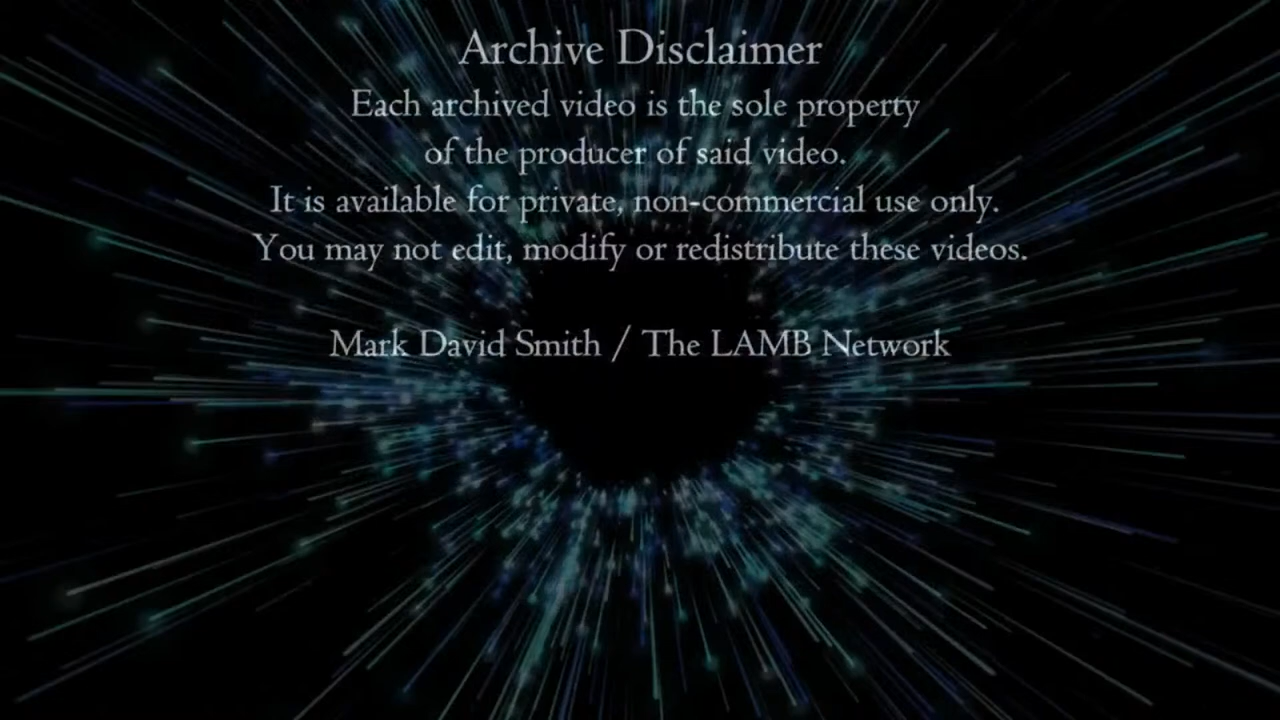 Archive Disclaimer
Each archived video is the sole property
of the producer of said video.
It is available for private, non-commercial use only.
You may not edit, modify or redistribute these videos.
Mark David Smith / The LAMB Network